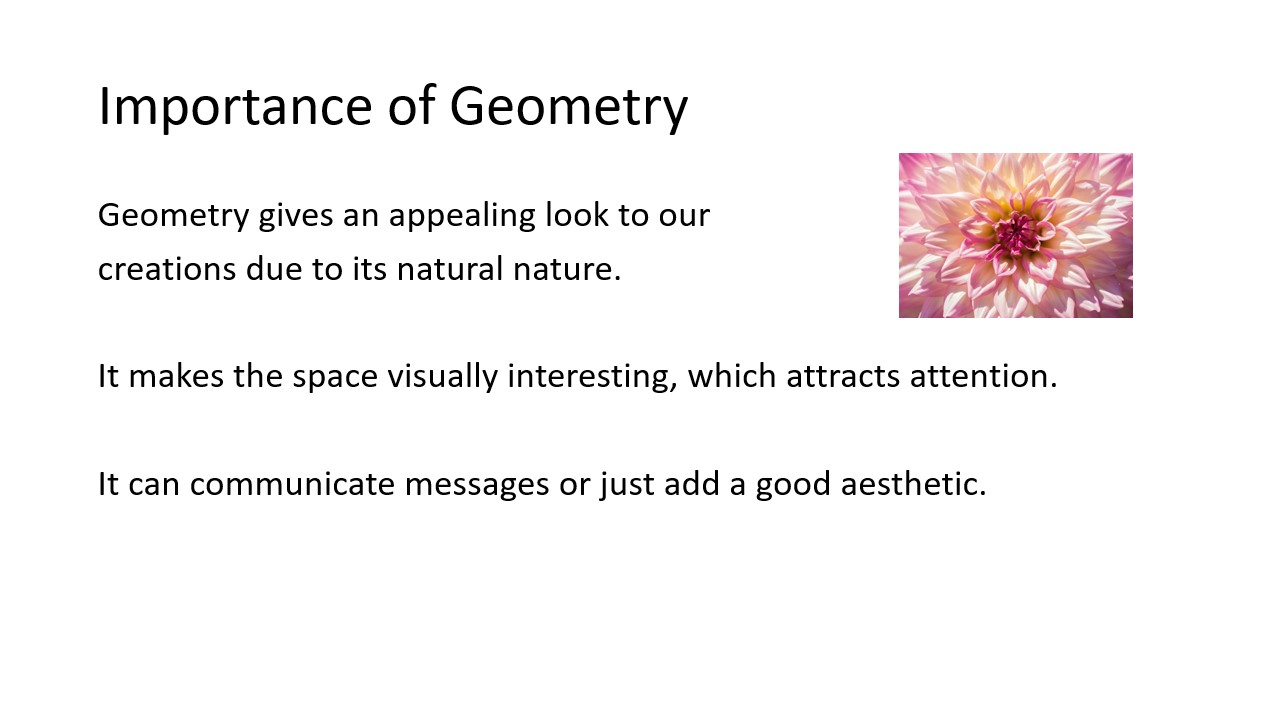 Importance of Geometry
Geometry gives an appealing look to our
creations due to its natural nature.
It makes the space visually interesting, which attracts attention.
It can communicate messages or just add a good aesthetic.